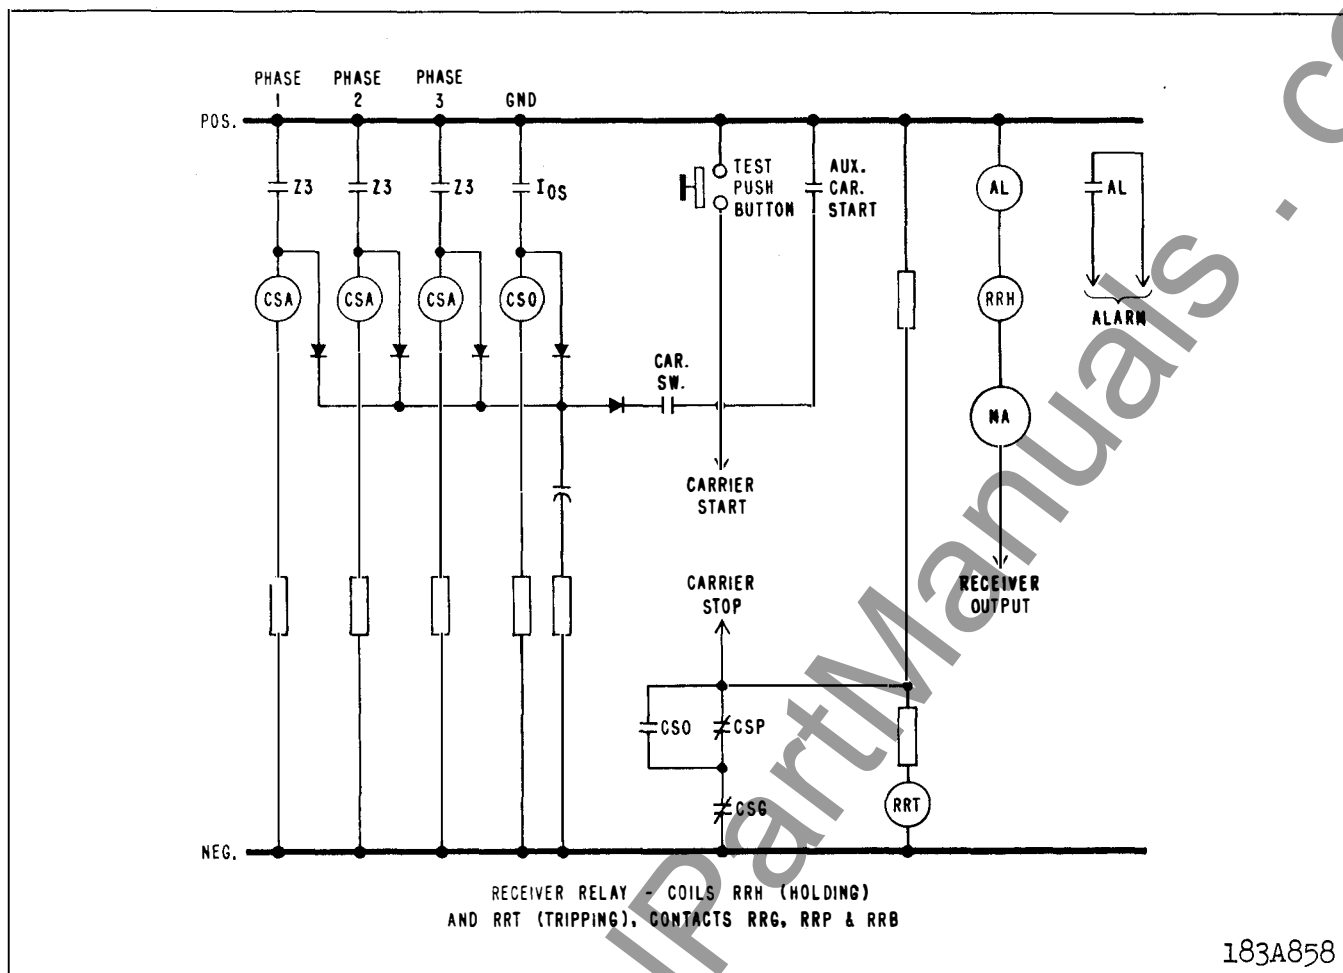 PHASE 1
PHASE 2
PHASE 3
GND
POS.
Z3
Z3
Z3
IOS
TEST PUSH BUTTON
AUX. CAR. START
AL
AL
CSA
CSA
CSA
CSO
RRH
ALARM
CAR. SW.
MA
CARRIER START
CARRIER STOP
RECEIVER OUTPUT
CSO
CSP
CSG
RRT
NEG.
RECEIVER RELAY - COILS RRH (HOLDING)
AND RRT (TRIPPING), CONTACTS RRG, RRP & RRB
183A858
PartManuals . c